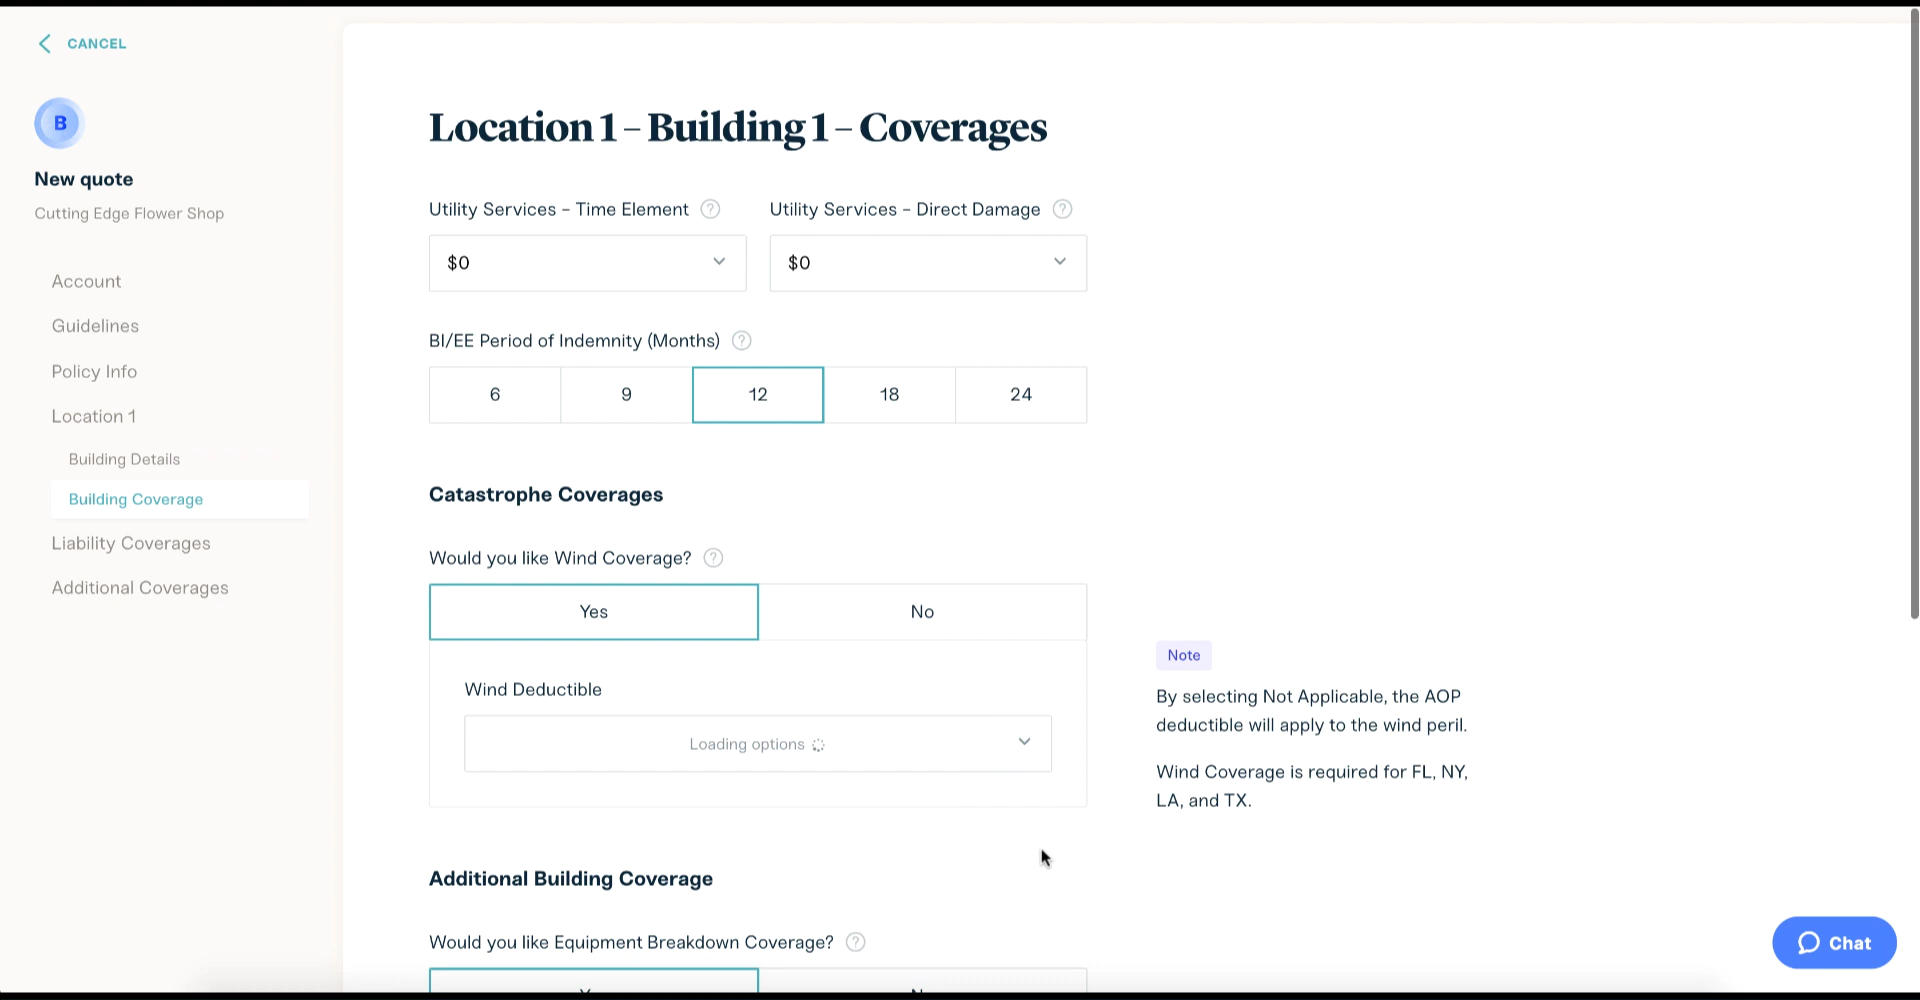 CANCEL
B
New quote
Cutting Edge Flower Shop
Account
Guidelines
Policy Info
Location 1
Building Details
Building Coverage
Liability Coverages
Additional Coverages
Location 1 – Building 1 – Coverages
Utility Services – Time Element ?
Utility Services – Direct Damage ?
$0
$0
BI/EE Period of Indemnity (Months) ?
6 9 12 18 24
Catastrophe Coverages
Would you like Wind Coverage? ?
Yes No
Wind Deductible
Loading options
Note
By selecting Not Applicable, the AOP
deductible will apply to the wind peril.
Wind Coverage is required for FL, NY,
LA, and TX.
Additional Building Coverage
Would you like Equipment Breakdown Coverage? ?
Chat